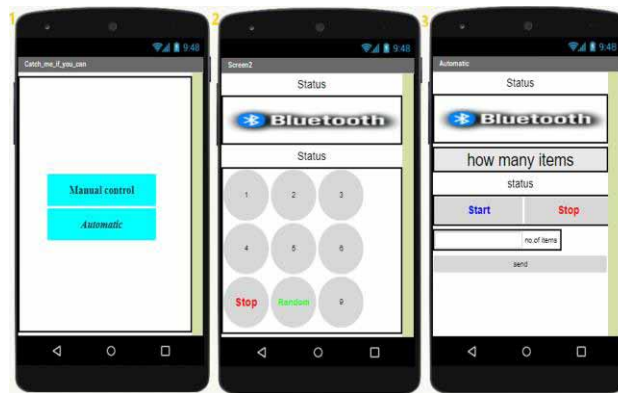 1
9:48
Catch_me_if_you_can
Manual control
Automatic
2
9:48
Screen2
Status
Bluetooth
Status
1 2 3
4 5 6
Stop Random 9
3
9:48
Automatic
Status
Bluetooth
how many items
status
Start Stop
no.of items
send